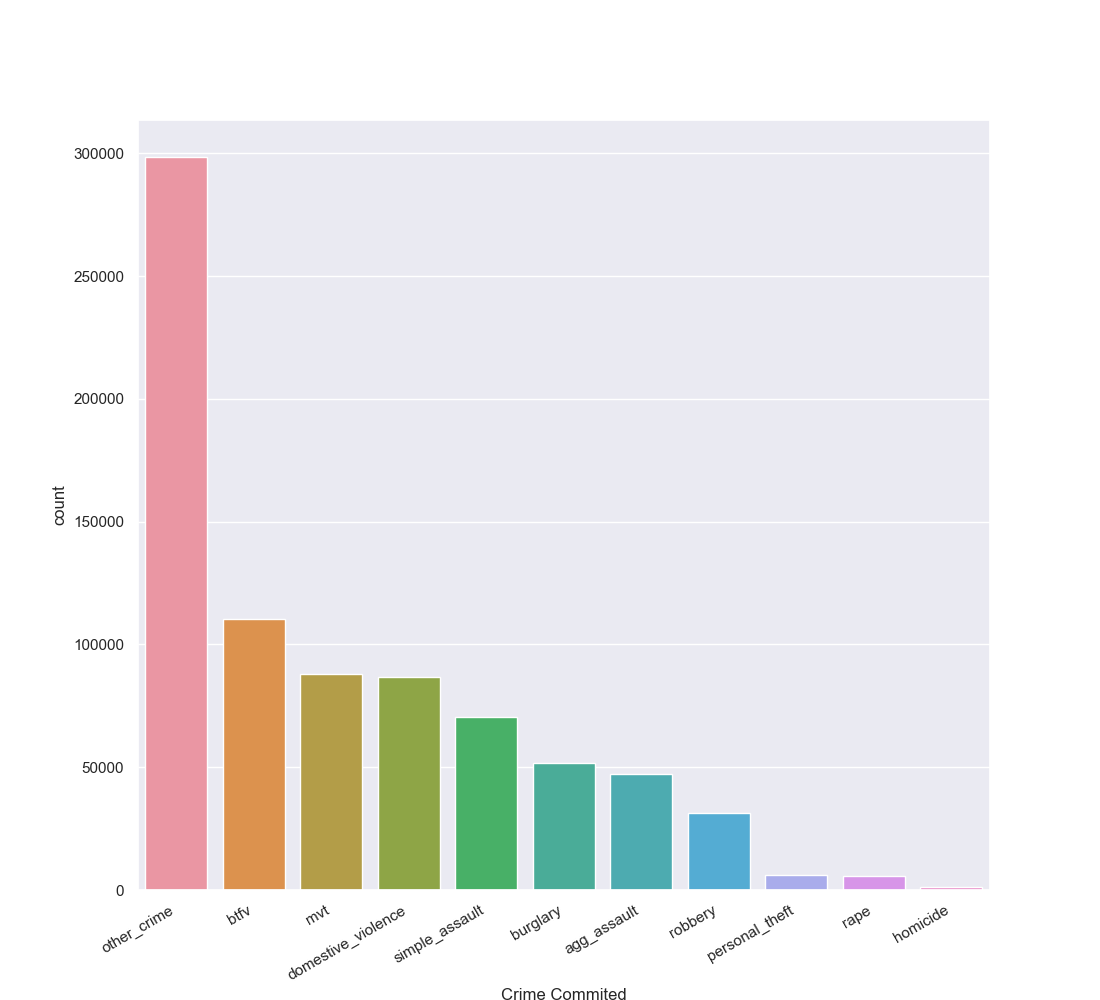 300000
250000
200000
150000
100000
50000
0
count
other_crime
btfv
mvt
domestive_violence
simple_assault
burglary
agg_assault
robbery
personal_theft
rape
homicide
Crime Commited